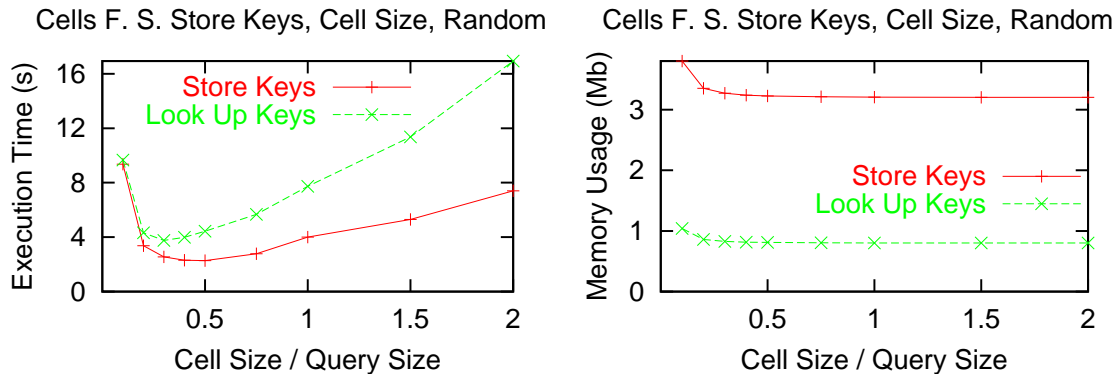 Cells F. S. Store Keys, Cell Size, Random
16
12
8
4
0
Execution Time (s)
Store Keys
Look Up Keys
0.5
1
1.5
2
Cell Size / Query Size
Cells F. S. Store Keys, Cell Size, Random
3
2
1
0
Memory Usage (Mb)
Store Keys
Look Up Keys
0.5
1
1.5
2
Cell Size / Query Size